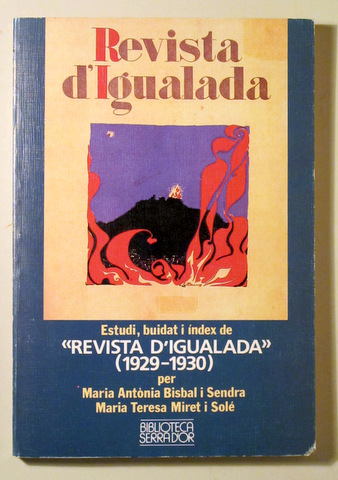 Revista
d'Igualada
Estudi, buidat i índex de
«REVISTA D'IGUALADA»
(1929-1930)
per
Maria Antònia Bisbal i Sendra
Maria Teresa Miret i Solé
BIBLIOTECA
SERRA D'OR